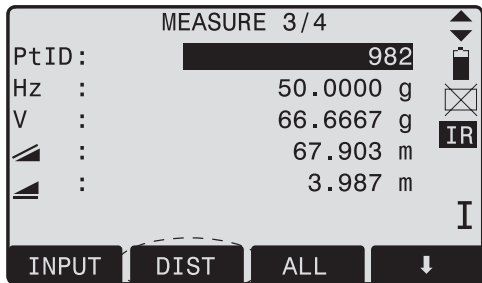 MEASURE 3/4
PtID: 982
Hz : 50.0000 g
V : 66.6667 g
: 67.903 m
: 3.987 m
IR
I
INPUT DIST ALL ⬇